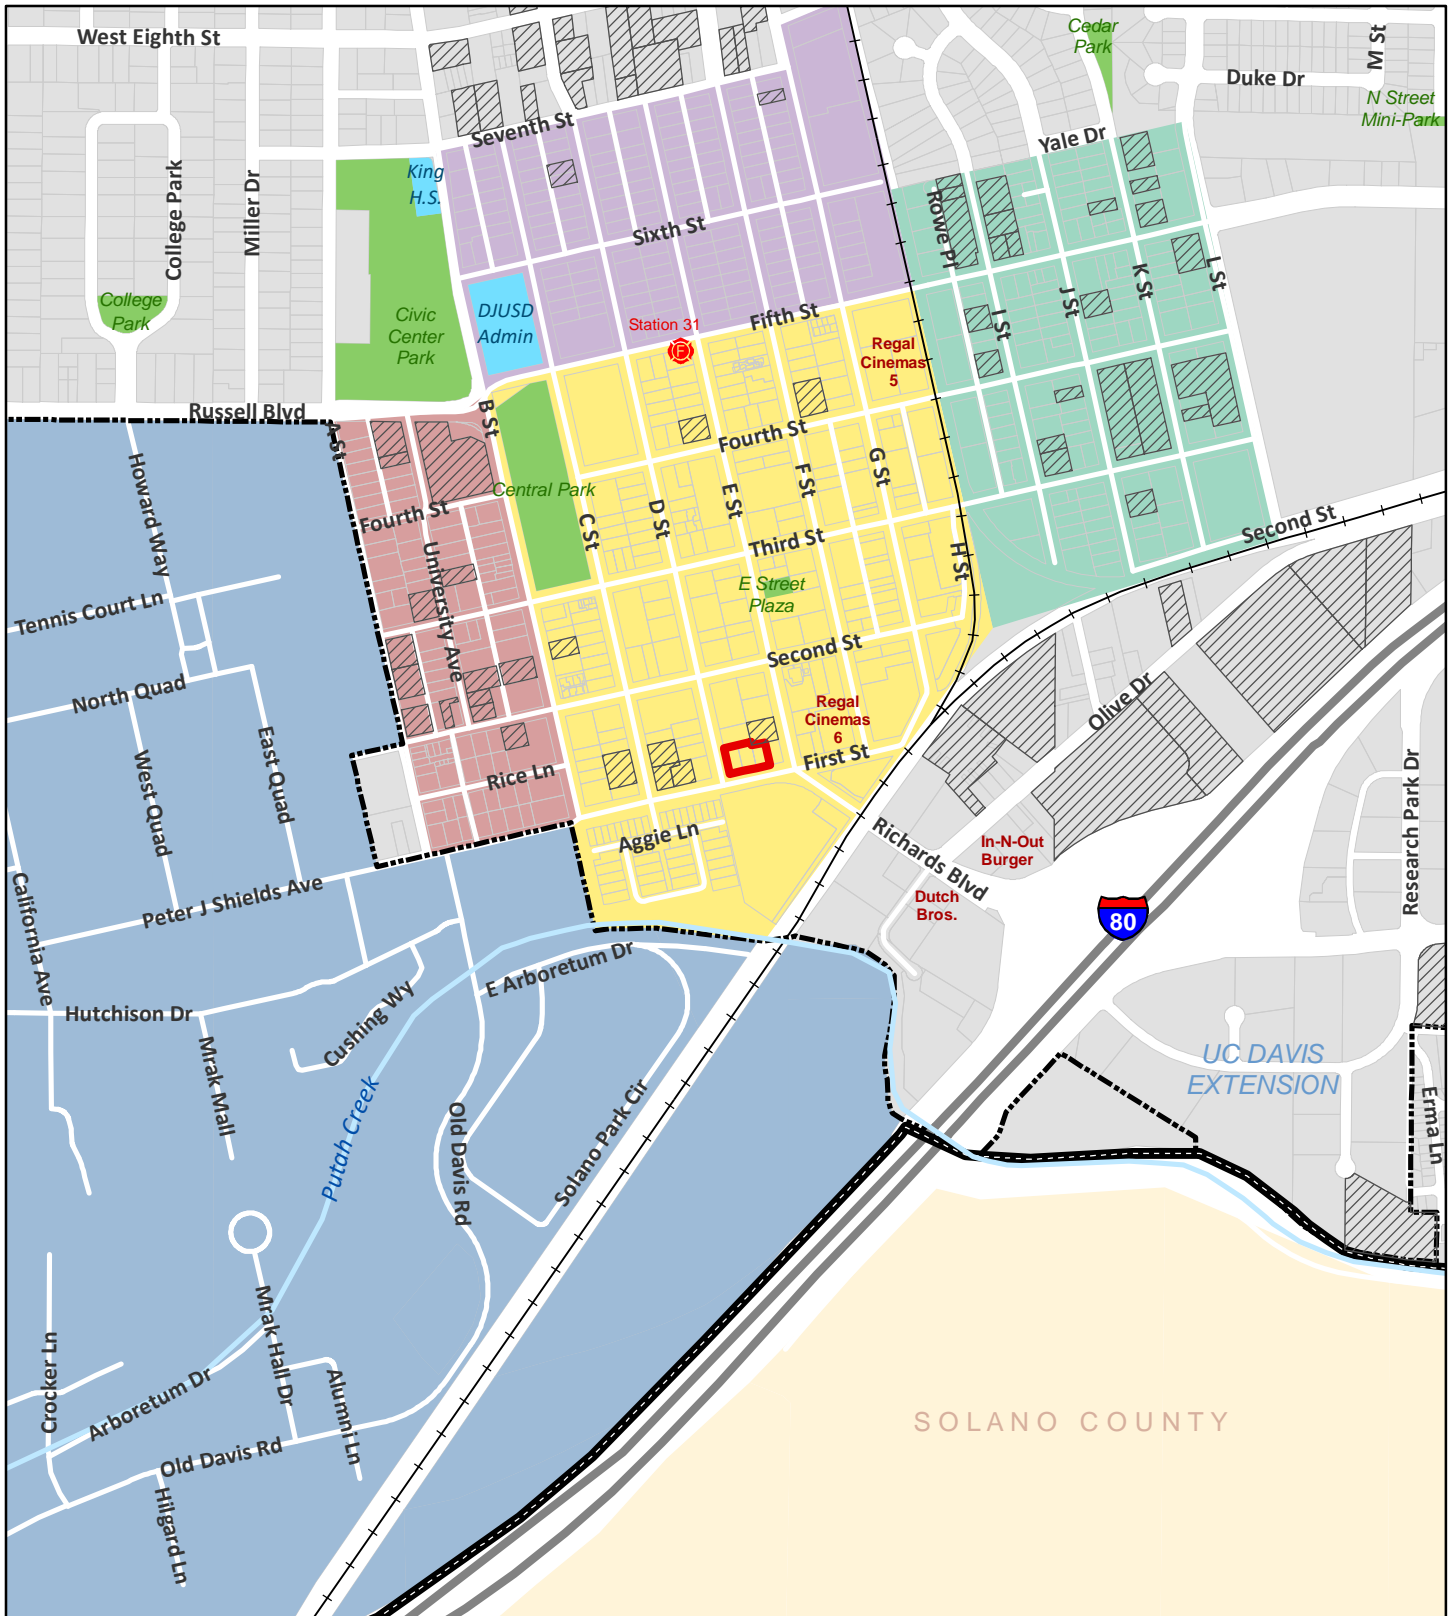 West Eighth St
Cedar
Park
M St
Duke Dr
N Street
Mini-Park
Seventh St
Yale Dr
College Park
Miller Dr
King
H.S.
Rowe Pl
Sixth St
College
Park
Civic
Center
Park
DJUSD
Admin
Station 31
F
Fifth St
Regal
Cinemas
5
I St
J St
K St
L St
Russell Blvd
A St
B St
Fourth St
Howard Way
Central Park
Fourth St
C St
D St
E St
F St
G St
Third St
H St
Second St
University Ave
E Street
Plaza
Tennis Court Ln
Second St
North Quad
West Quad
East Quad
Regal
Cinemas
6
Olive Dr
Rice Ln
First St
Aggie Ln
Richards Blvd
In-N-Out
Burger
Dutch
Bros.
80
Research Park Dr
California Ave
Peter J Shields Ave
E Arboretum Dr
Hutchison Dr
Cushing Wy
Mrak Mall
Putah Creek
Old Davis Rd
Solano Park Cir
UC DAVIS
EXTENSION
Erma Ln
Crocker Ln
Mrak Hall Dr
Alumni Ln
Arboretum Dr
SOLANO COUNTY
Old Davis Rd
Hilgard Ln